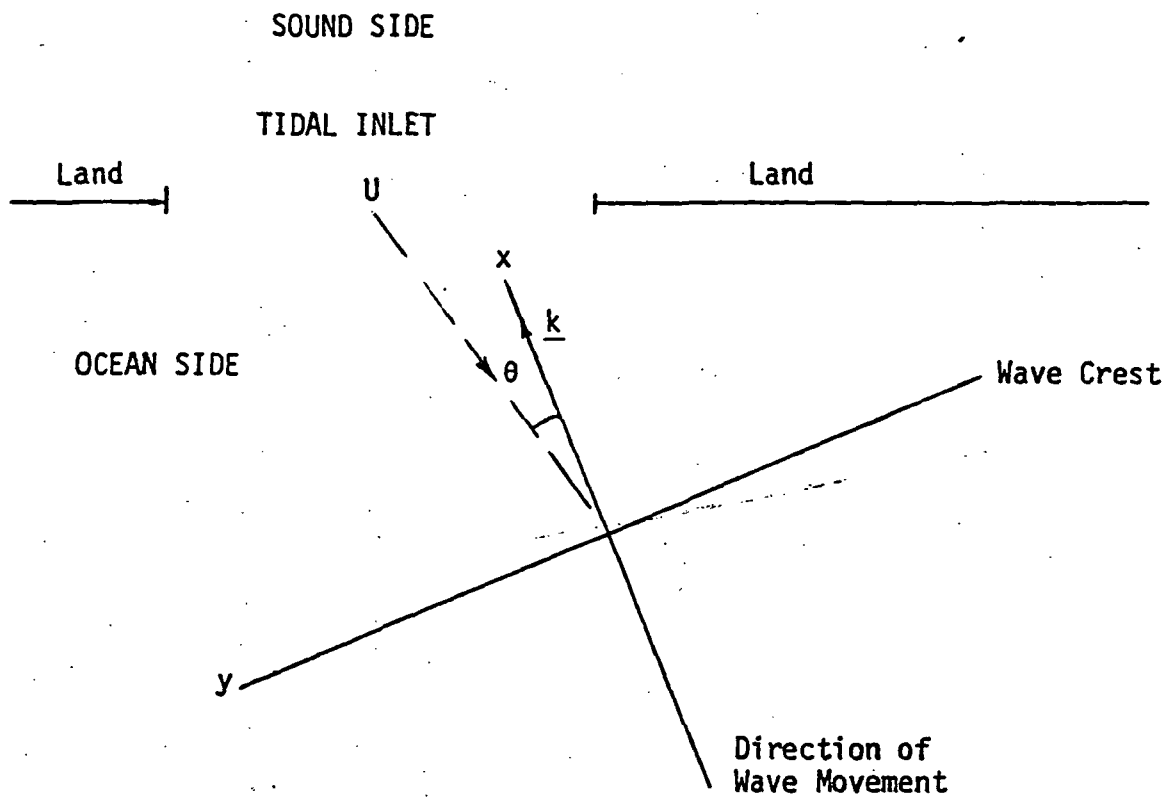 SOUND SIDE
TIDAL INLET
Land
U
Land
x
k
OCEAN SIDE
θ
Wave Crest
y
Direction of
Wave Movement